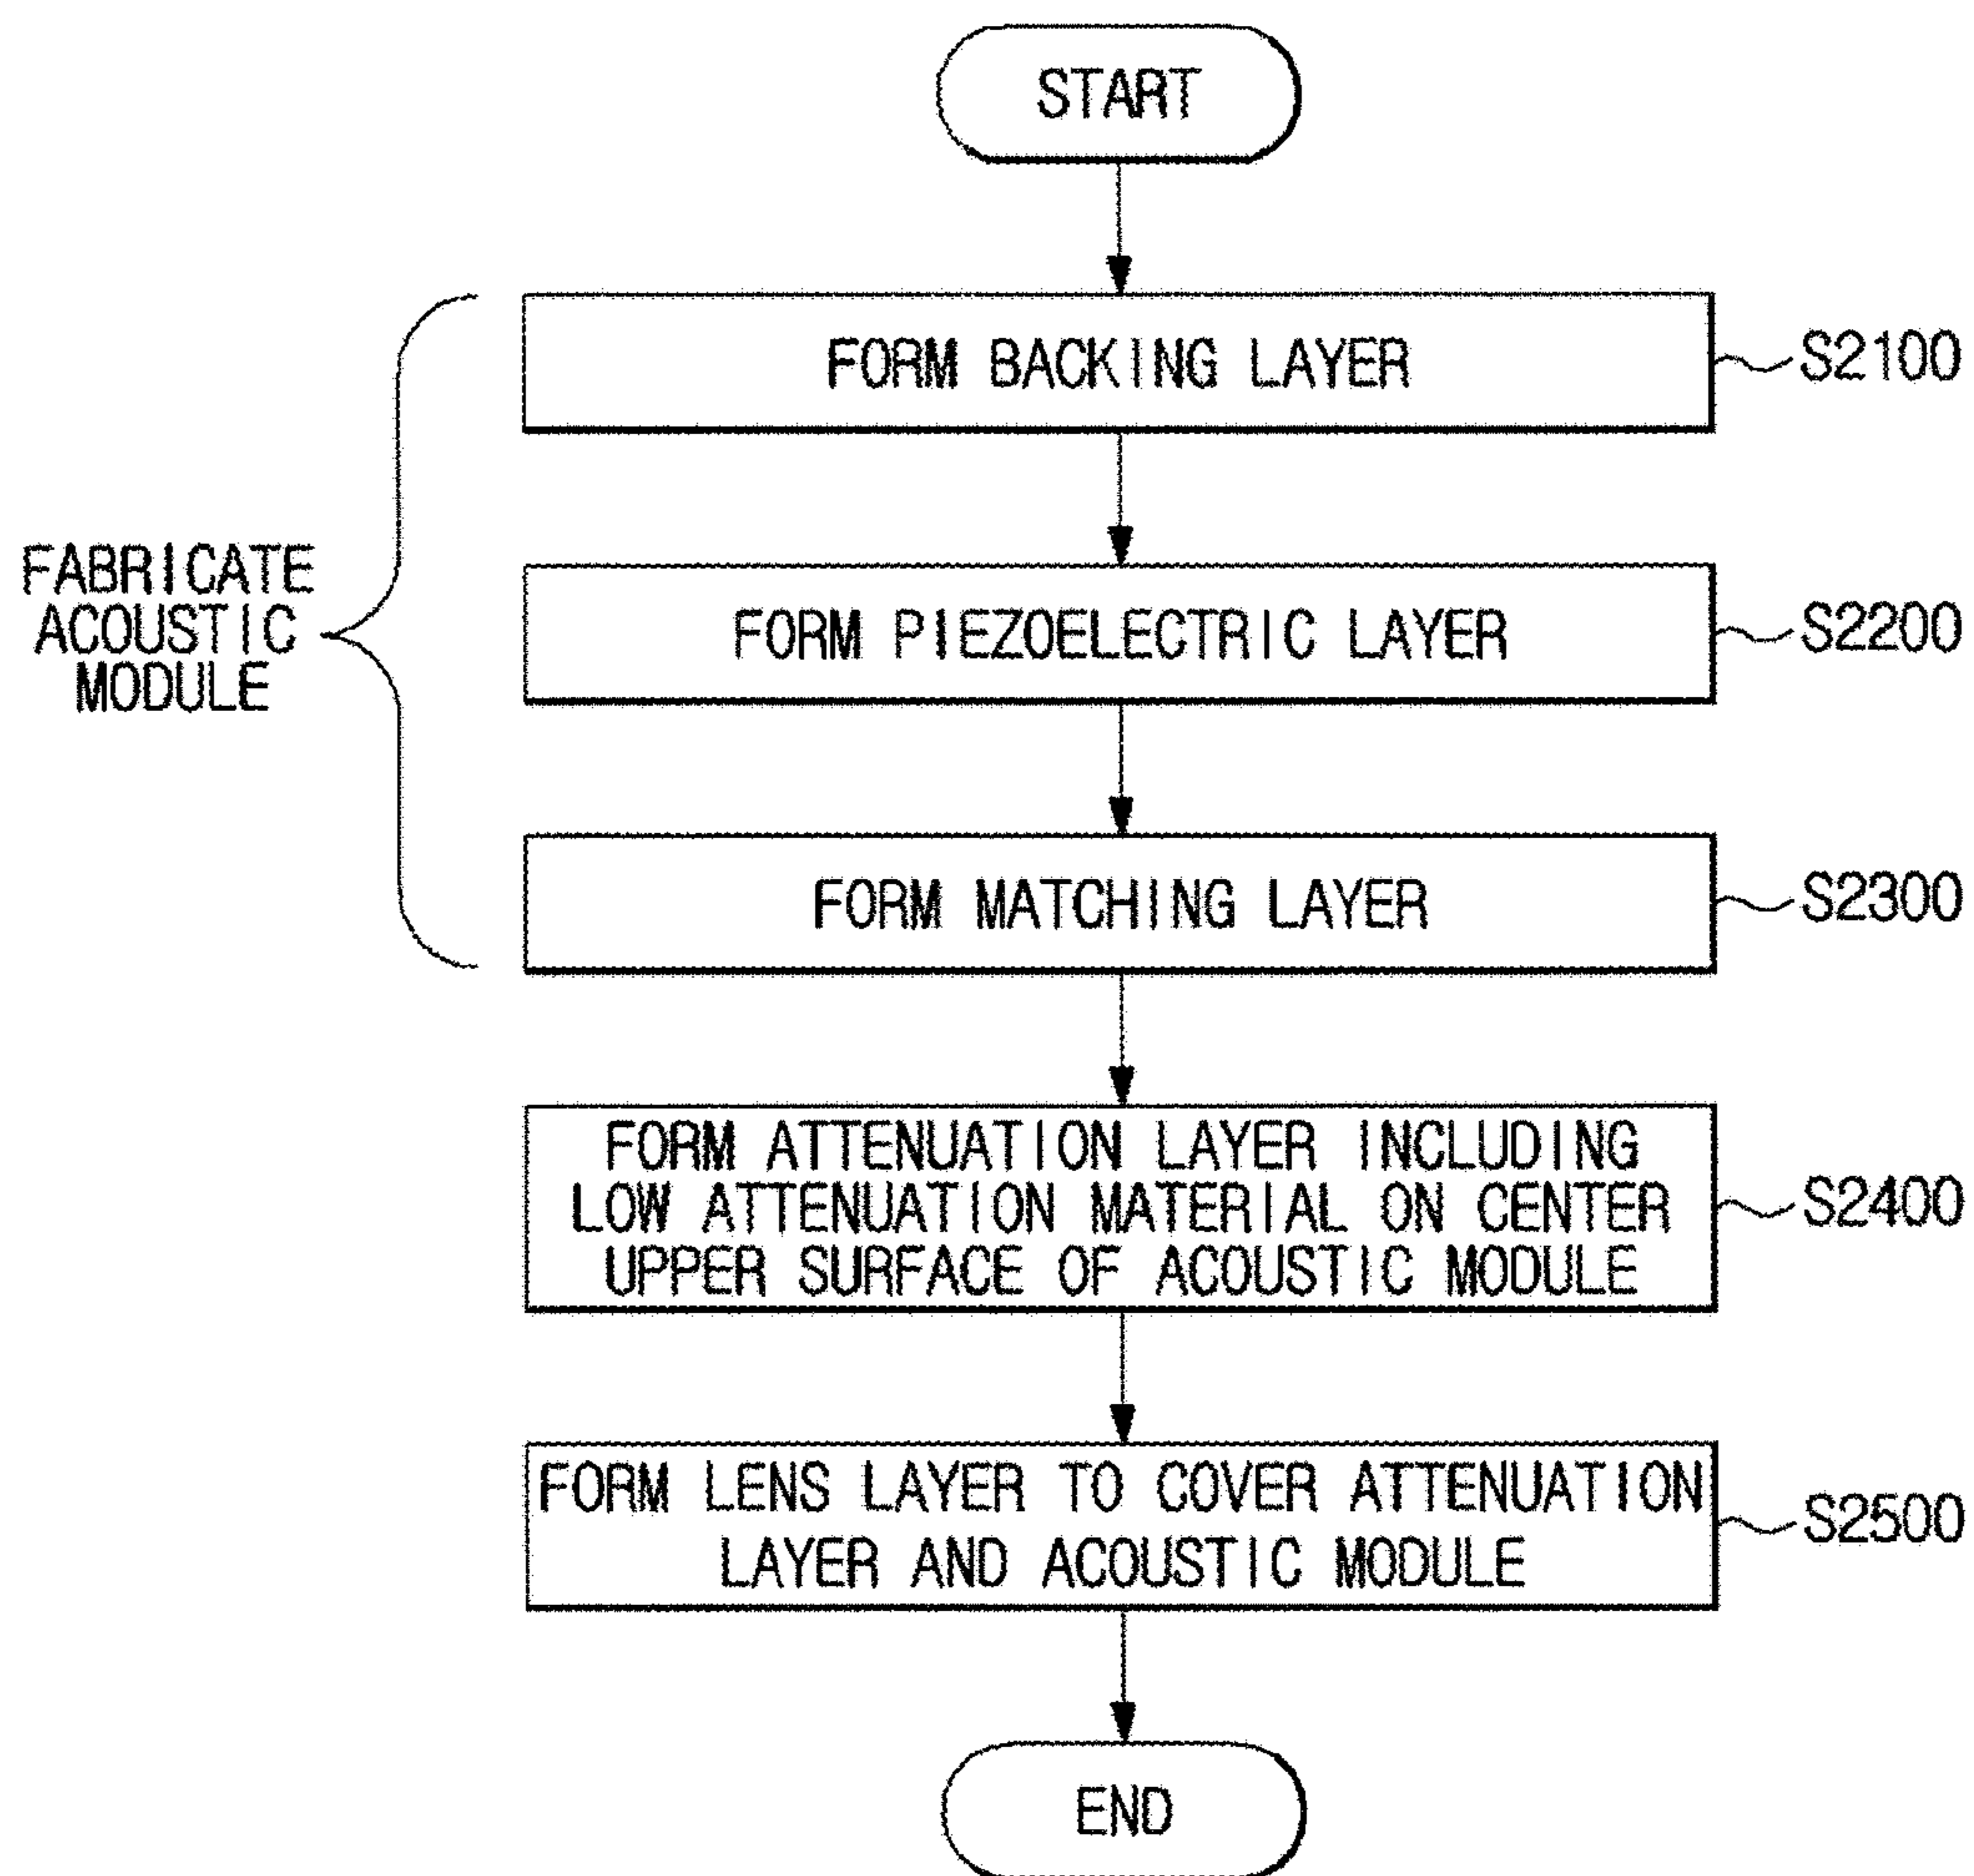 START
FORM BACKING LAYER
S2100
FABRICATE
ACOUSTIC
MODULE
FORM PIEZOELECTRIC LAYER
S2200
FORM MATCHING LAYER
S2300
FORM ATTENUATION LAYER INCLUDING
LOW ATTENUATION MATERIAL ON CENTER
UPPER SURFACE OF ACOUSTIC MODULE
S2400
FORM LENS LAYER TO COVER ATTENUATION
LAYER AND ACOUSTIC MODULE
S2500
END